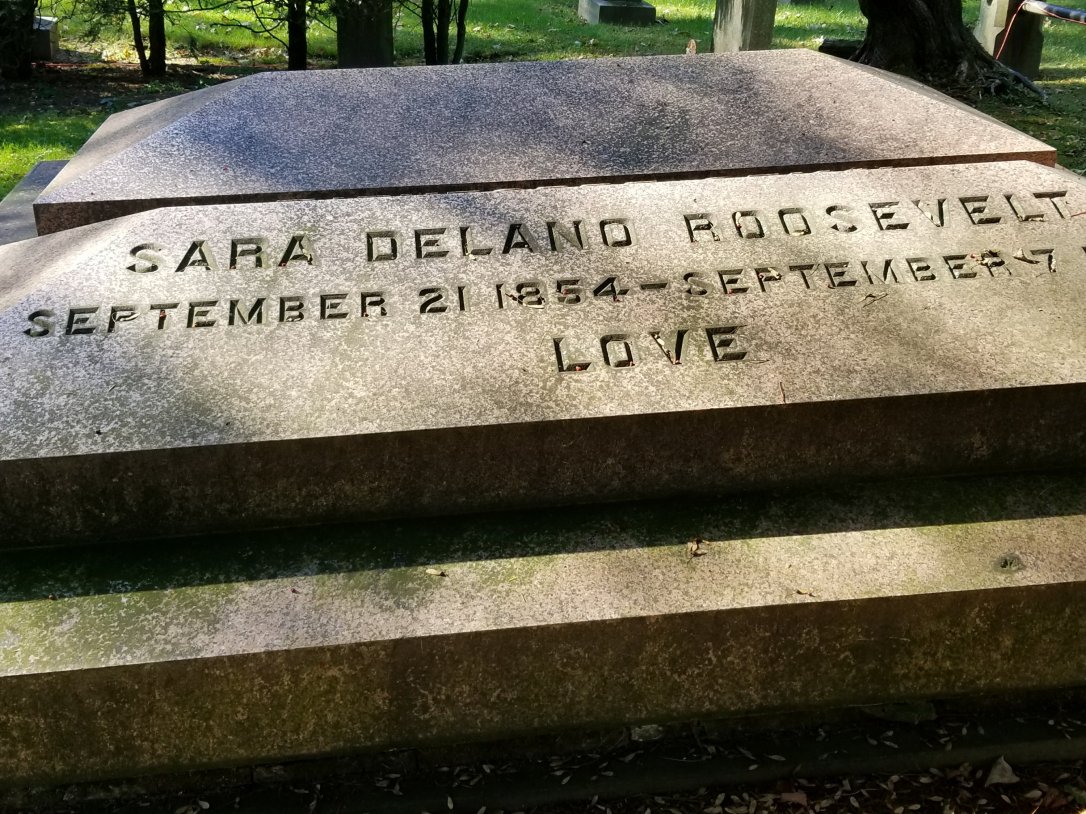 SARA DELANO ROOSEVELT
SEPTEMBER 21 1854 - SEPTEMBER 7
LOVE